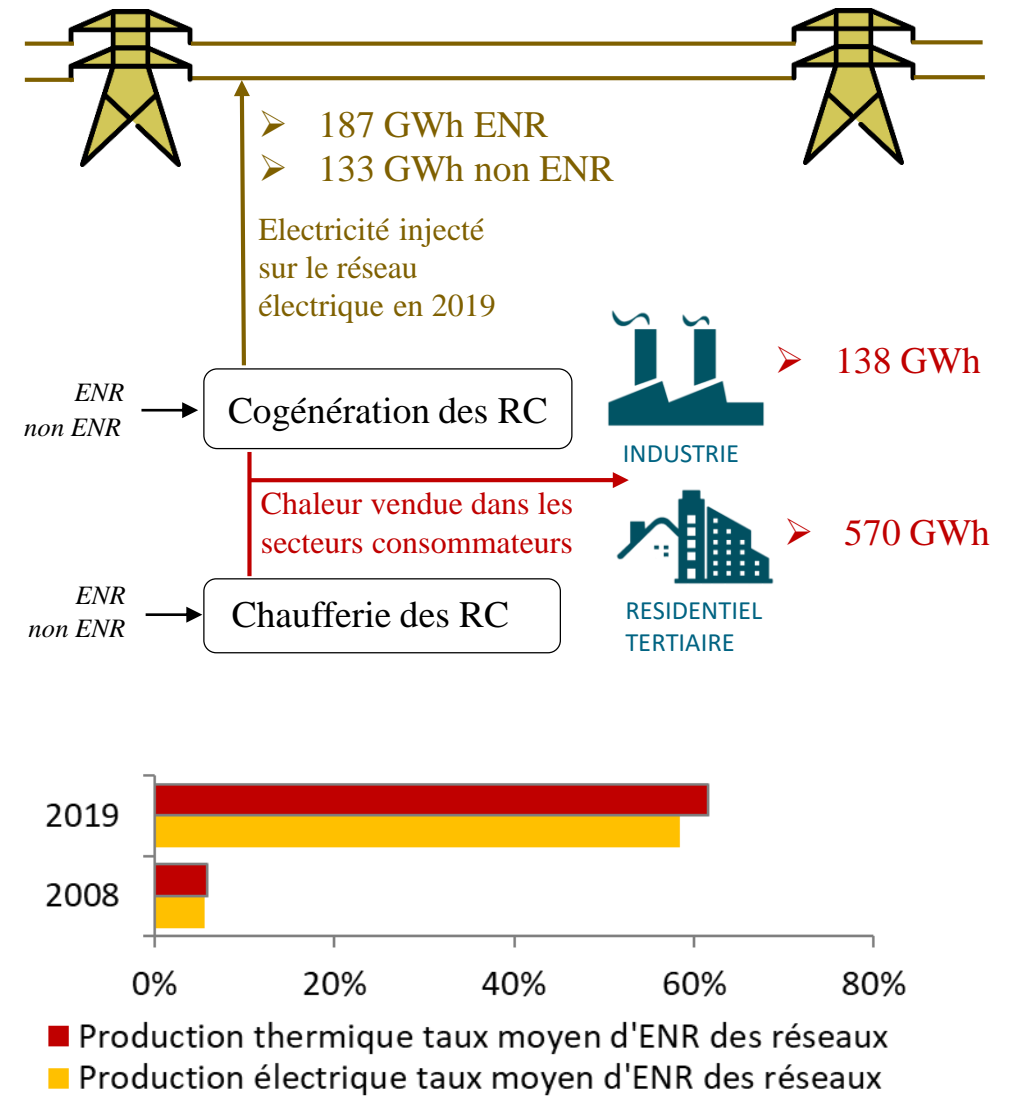 ➢ 187 GWh ENR
➢ 133 GWh non ENR
Electricité injecté
sur le réseau
électrique en 2019
ENR
non ENR
Cogénération des RC
➢ 138 GWh
INDUSTRIE
Chaleur vendue dans les
secteurs consommateurs
➢ 570 GWh
ENR
non ENR
Chaufferie des RC
RESIDENTIEL
TERTIAIRE
2019
2008
0% 20% 40% 60% 80%
Production thermique taux moyen d'ENR des réseaux
Production électrique taux moyen d'ENR des réseaux